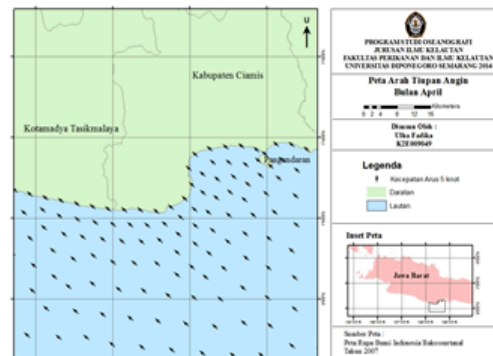 U
Kabupaten Ciamis
Kotamadya Tasikmalaya
Pangandaran
PROGRAM STUDI OSEANOGRAFI
JURUSAN ILMU KELAUTAN
FAKULTAS PERIKANAN DAN ILMU KELAUTAN
UNIVERSITAS DIPONEGORO SEMARANG 2014
Peta Arah Tiupan Angin
Bulan April
0 2 4 8 12 16
Kilometers
Disusun Oleh :
Ulha Fadika
K2E009049
Legenda
Kecepatan Arus 5 knot
Daratan
Lautan
Inset Peta
Jawa Barat
Sumber Peta :
Peta Rupa Bumi Indonesia Bakosurtanal
Tahun 2007